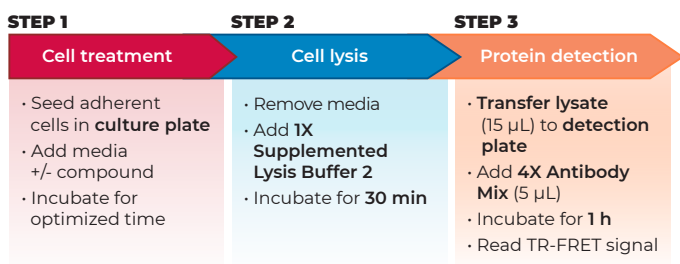 STEP 1
Cell treatment
· Seed adherent
cells in culture plate
· Add media
+/- compound
· Incubate for
optimized time
STEP 2
Cell lysis
· Remove media
· Add 1X
Supplemented
Lysis Buffer 2
· Incubate for 30 min
STEP 3
Protein detection
· Transfer lysate
(15 µL) to detection
plate
· Add 4X Antibody
Mix (5 µL)
· Incubate for 1 h
· Read TR-FRET signal